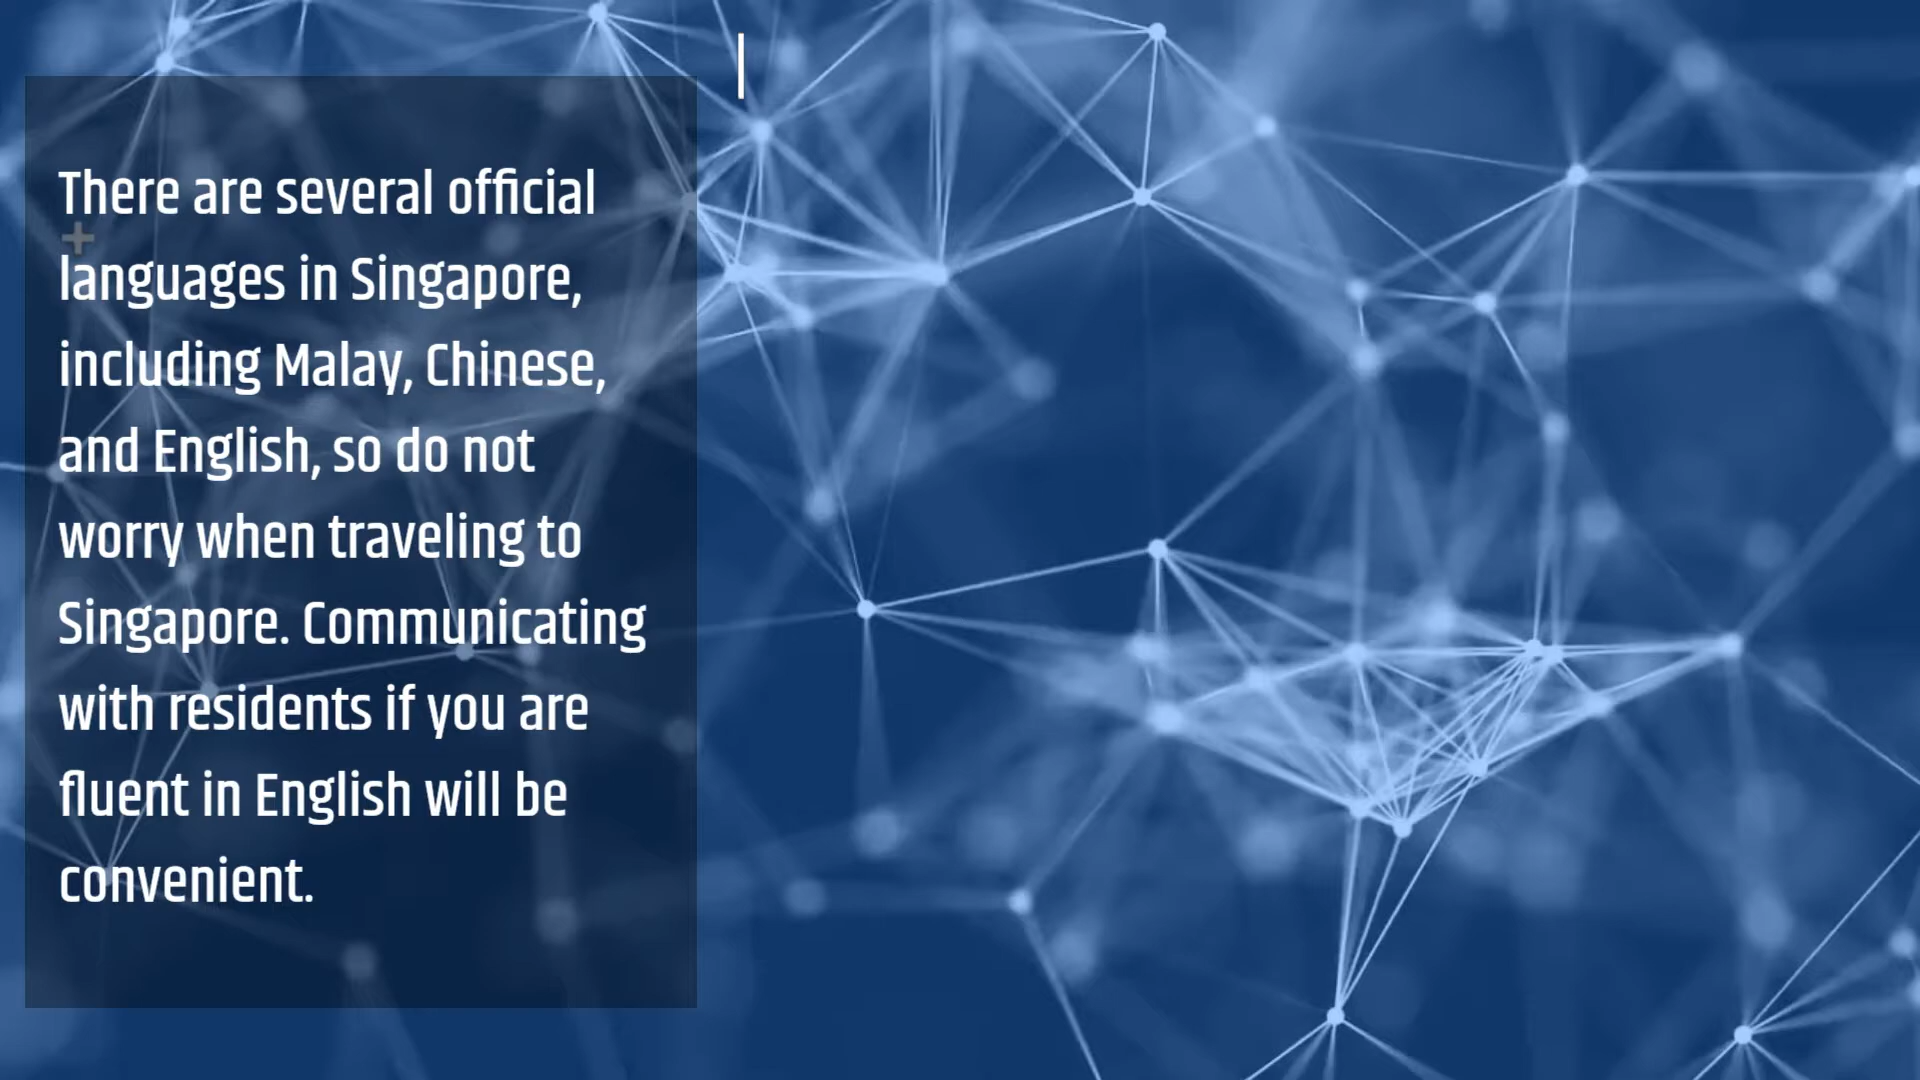 There are several official
languages in Singapore,
including Malay, Chinese,
and English, so do not
worry when traveling to
Singapore. Communicating
with residents if you are
fluent in English will be
convenient.